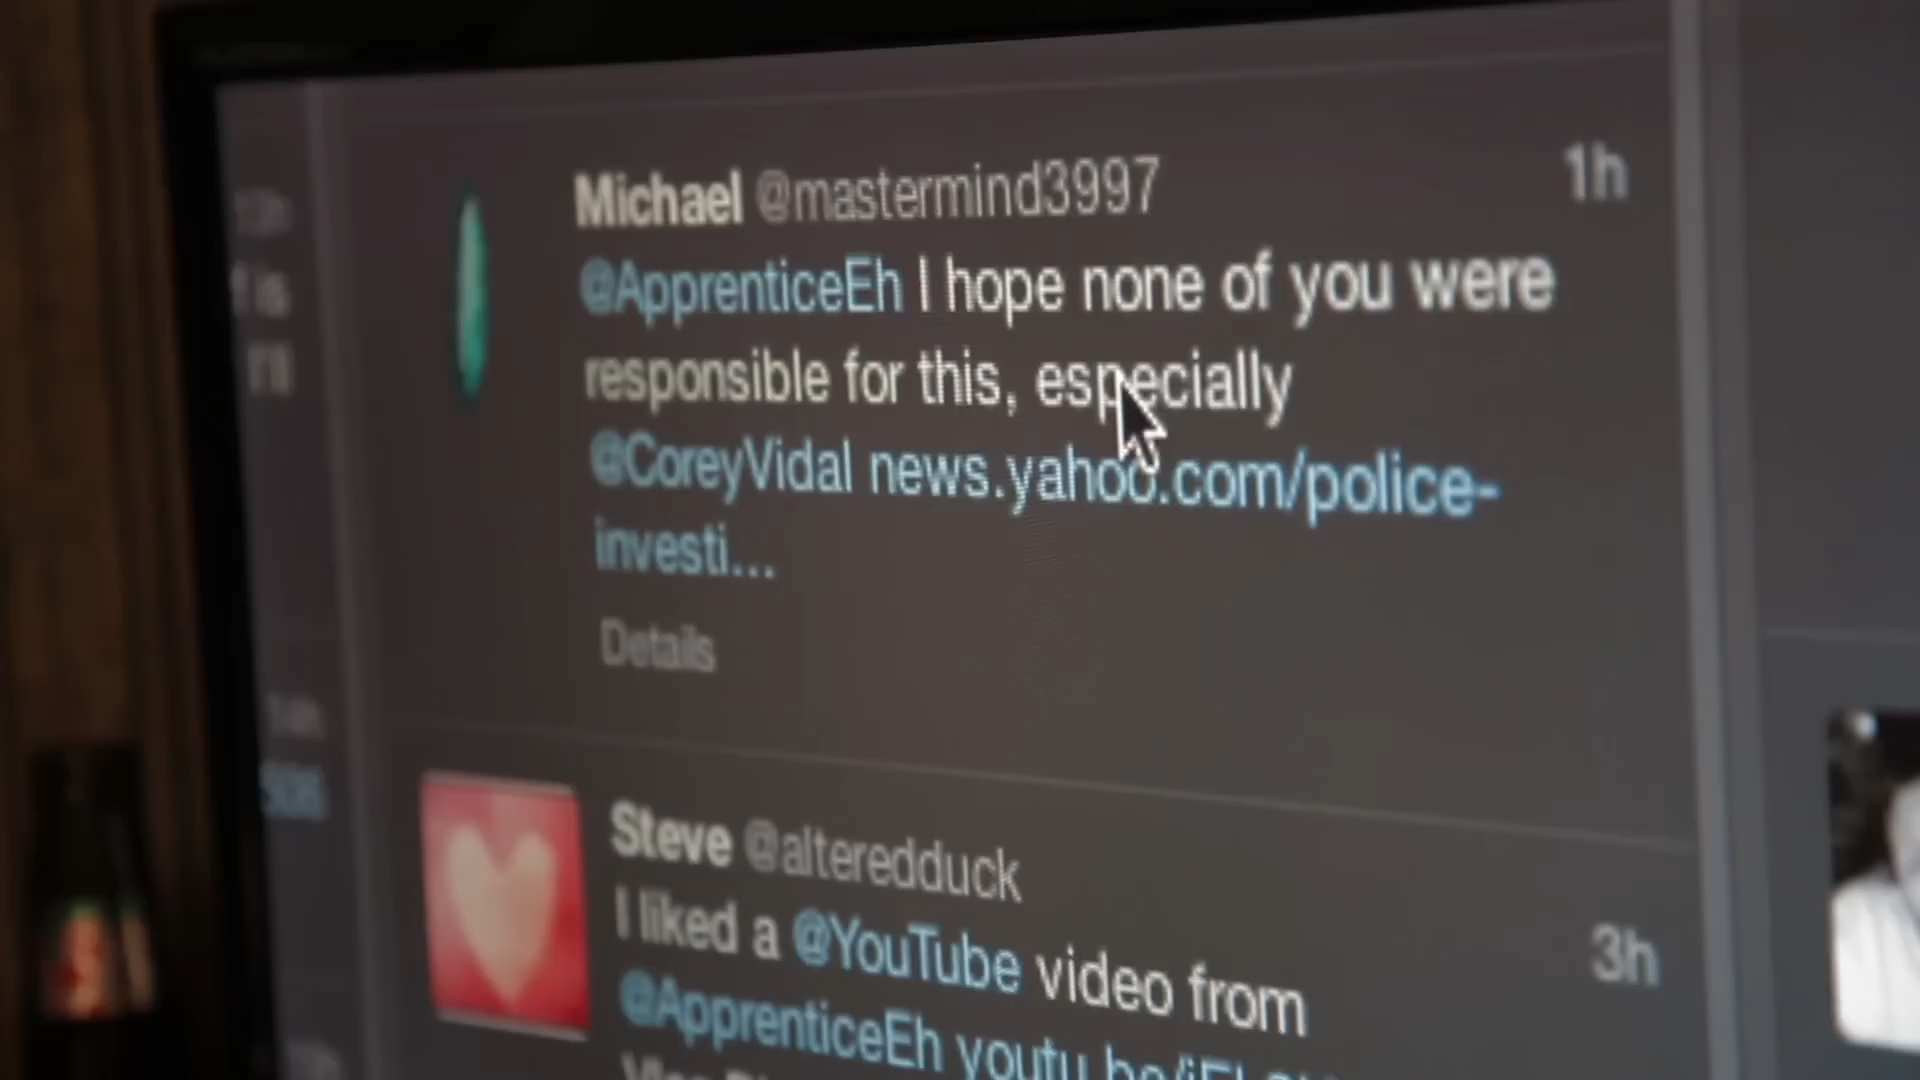 Michael @mastermind3997 1h
@ApprenticeEh I hope none of you were
responsible for this, especially
@CoreyVidal news.yahoo.com/police-
investi...
Details
Steve @alteredduck
I liked a @YouTube video from 3h
@ApprenticeEh